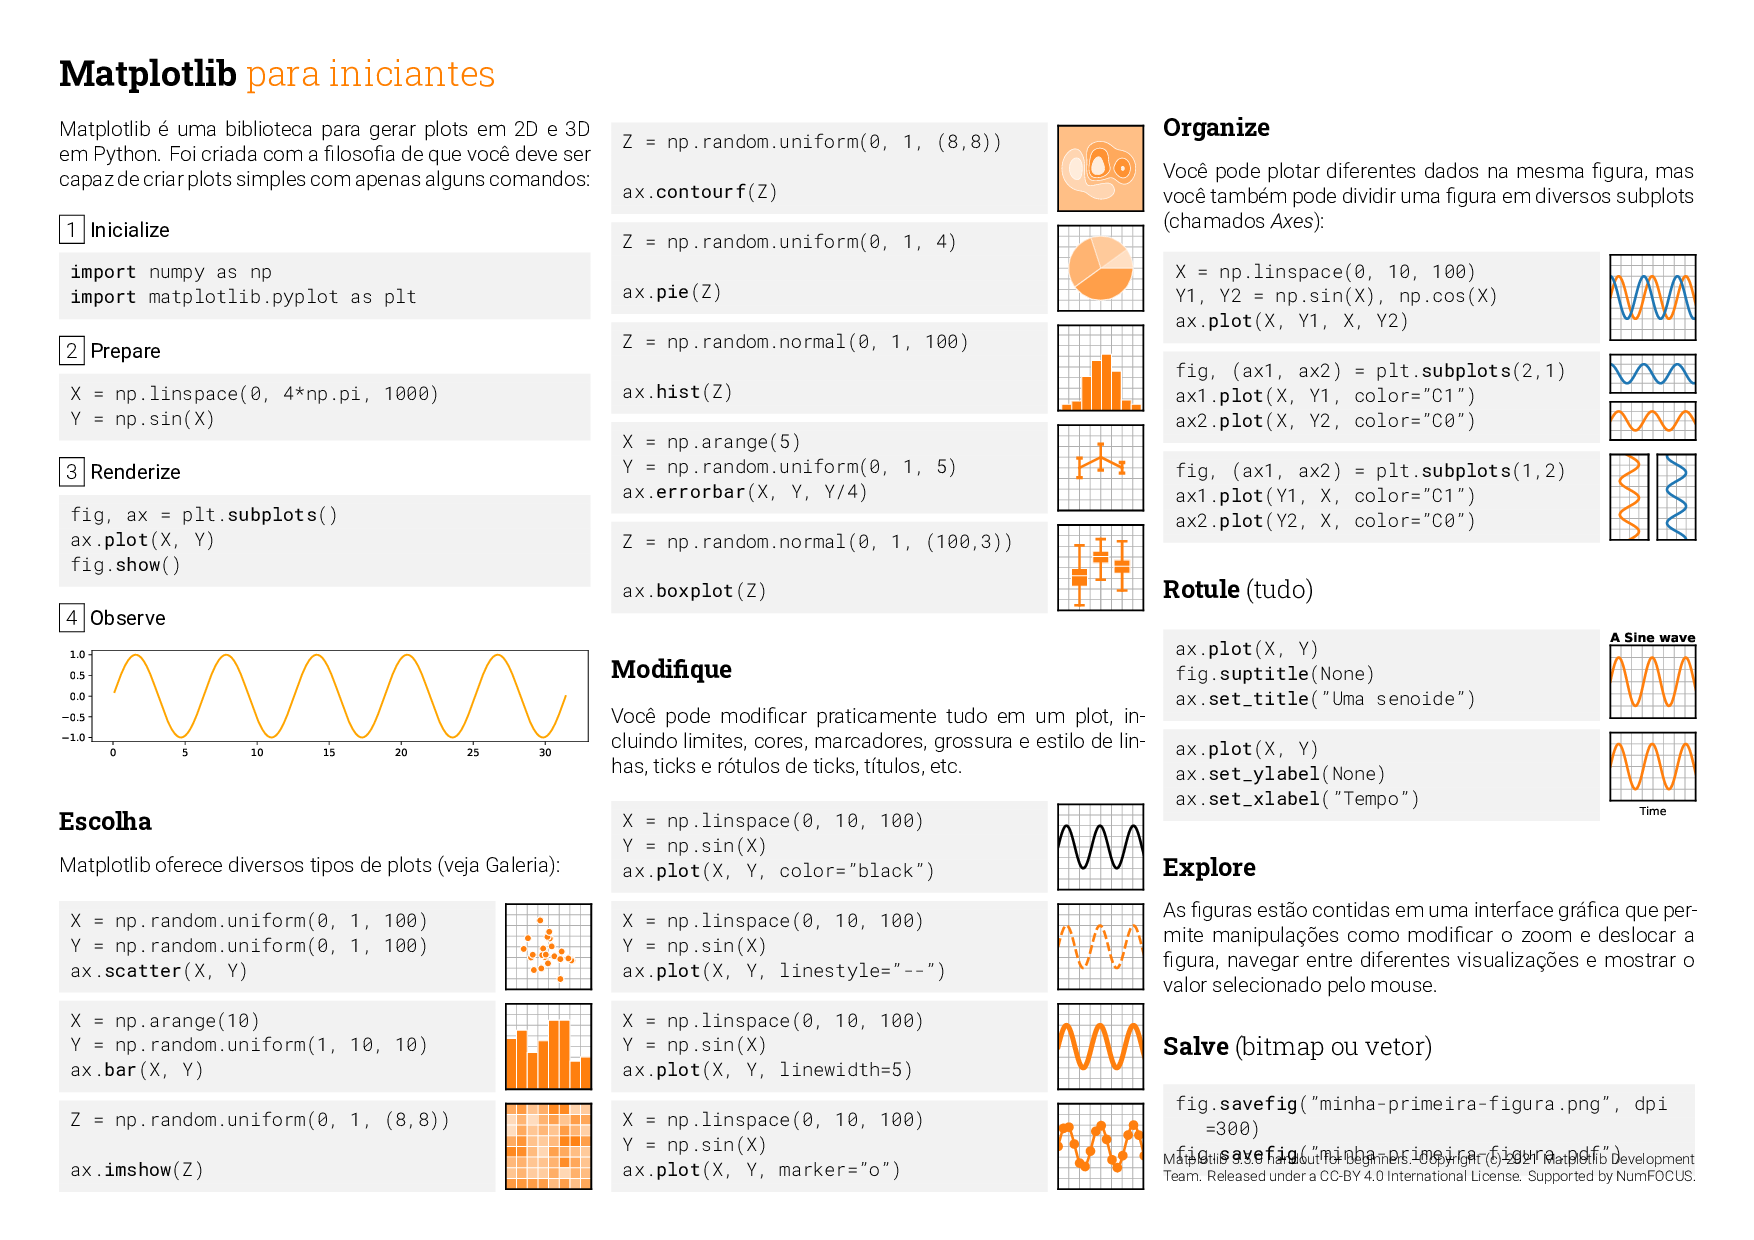 Matplotlib para iniciantes
Matplotlib é uma biblioteca para gerar plots em 2D e 3D
em Python. Foi criada com a filosofia de que você deve ser
capaz de criar plots simples com apenas alguns comandos:
1 Inicialize
import numpy as np
import matplotlib.pyplot as plt
2 Prepare
X = np.linspace(0, 4*np.pi, 1000)
Y = np.sin(X)
3 Renderize
fig, ax = plt.subplots()
ax.plot(X, Y)
fig.show()
4 Observe
1.0
0.5
0.0
−0.5
−1.0
0 5 10 15 20 25 30
Escolha
Matplotlib oferece diversos tipos de plots (veja Galeria):
X = np.random.uniform(0, 1, 100)
Y = np.random.uniform(0, 1, 100)
ax.scatter(X, Y)
X = np.arange(10)
Y = np.random.uniform(1, 10, 10)
ax.bar(X, Y)
Z = np.random.uniform(0, 1, (8,8))
ax.imshow(Z)
Z = np.random.uniform(0, 1, (8,8))
ax.contourf(Z)
Z = np.random.uniform(0, 1, 4)
ax.pie(Z)
Z = np.random.normal(0, 1, 100)
ax.hist(Z)
X = np.arange(5)
Y = np.random.uniform(0, 1, 5)
ax.errorbar(X, Y, Y/4)
Z = np.random.normal(0, 1, (100,3))
ax.boxplot(Z)
Modifique
Você pode modificar praticamente tudo em um plot, in-
cluindo limites, cores, marcadores, grossura e estilo de lin-
has, ticks e rótulos de ticks, títulos, etc.
X = np.linspace(0, 10, 100)
Y = np.sin(X)
ax.plot(X, Y, color="black")
X = np.linspace(0, 10, 100)
Y = np.sin(X)
ax.plot(X, Y, linestyle="--")
X = np.linspace(0, 10, 100)
Y = np.sin(X)
ax.plot(X, Y, linewidth=5)
X = np.linspace(0, 10, 100)
Y = np.sin(X)
ax.plot(X, Y, marker="o")
Organize
Você pode plotar diferentes dados na mesma figura, mas
você também pode dividir uma figura em diversos subplots
(chamados Axes):
X = np.linspace(0, 10, 100)
Y1, Y2 = np.sin(X), np.cos(X)
ax.plot(X, Y1, X, Y2)
fig, (ax1, ax2) = plt.subplots(2,1)
ax1.plot(X, Y1, color="C1")
ax2.plot(X, Y2, color="C0")
fig, (ax1, ax2) = plt.subplots(1,2)
ax1.plot(Y1, X, color="C1")
ax2.plot(Y2, X, color="C0")
Rotule (tudo)
ax.plot(X, Y)
fig.suptitle(None)
ax.set_title("Uma senoide")
A Sine wave
ax.plot(X, Y)
ax.set_ylabel(None)
ax.set_xlabel("Tempo")
Time
Explore
As figuras estão contidas em uma interface gráfica que per-
mite manipulações como modificar o zoom e deslocar a
figura, navegar entre diferentes visualizações e mostrar o
valor selecionado pelo mouse.
Salve (bitmap ou vetor)
fig.savefig("minha-primeira-figura.png", dpi
=300)
fig.savefig("minha-primeira-figura.pdf")
Matplotlib 3.5.0 handout for beginners. Copyright (c) 2021 Matplotlib Development
Team. Released under a CC-BY 4.0 International License. Supported by NumFOCUS.